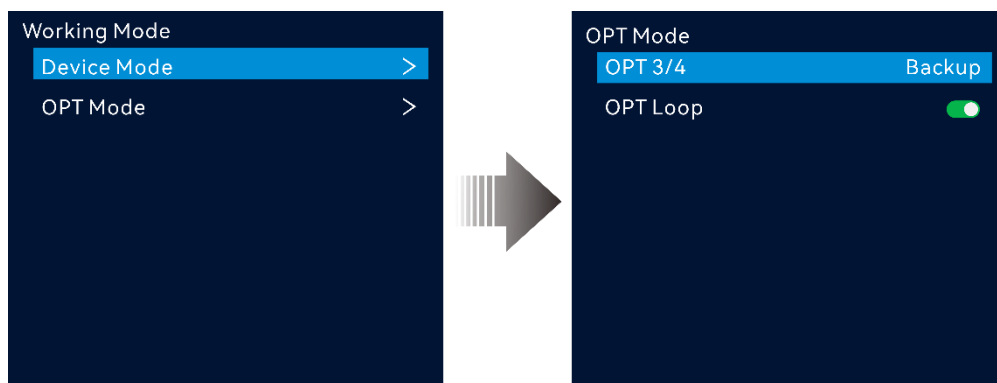 Working Mode
Device Mode >
OPT Mode >
OPT Mode
OPT 3/4 Backup
OPT Loop